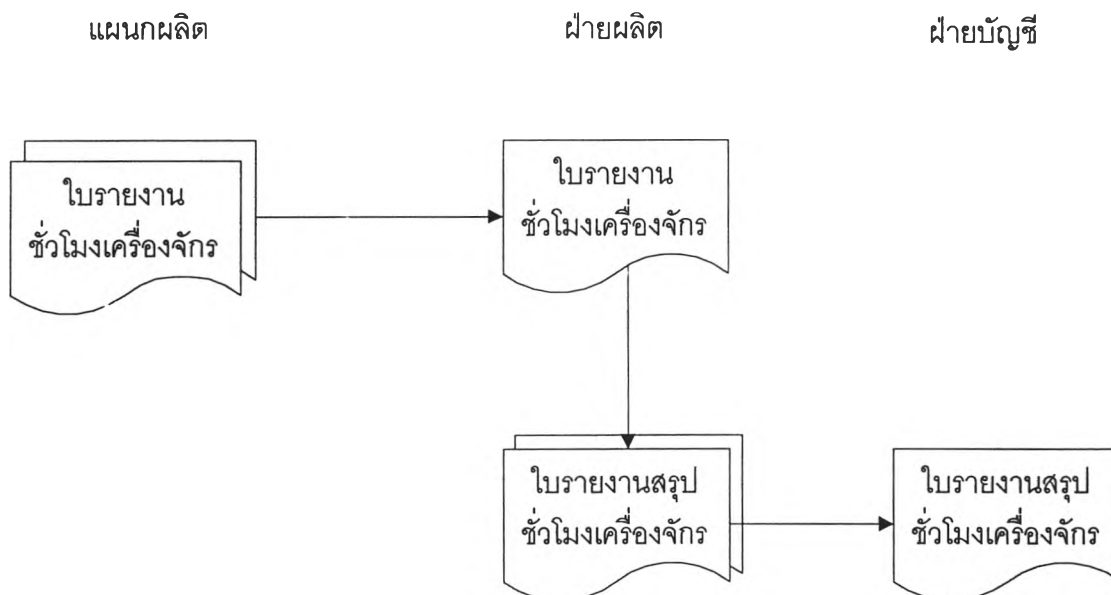 แผนกผลิต
ฝ่ายผลิต
ฝ่ายบัญชี
ใบรายงาน
ชั่วโมงเครื่องจักร
ใบรายงาน
ชั่วโมงเครื่องจักร
ใบรายงานสรุป
ชั่วโมงเครื่องจักร
ใบรายงานสรุป
ชั่วโมงเครื่องจักร